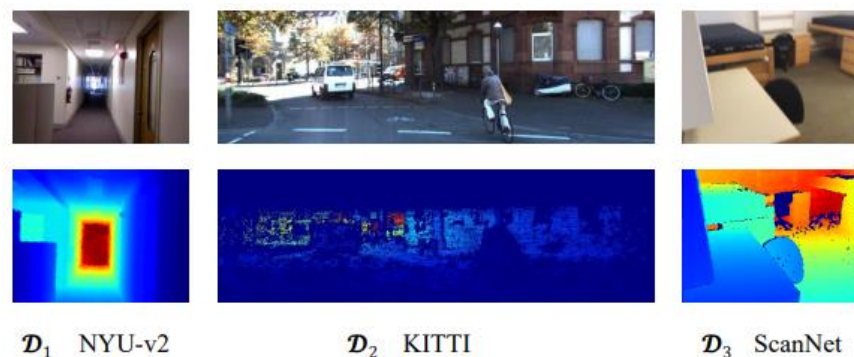 𝓓₁ NYU-v2 𝓓₂ KITTI 𝓓₃ ScanNet